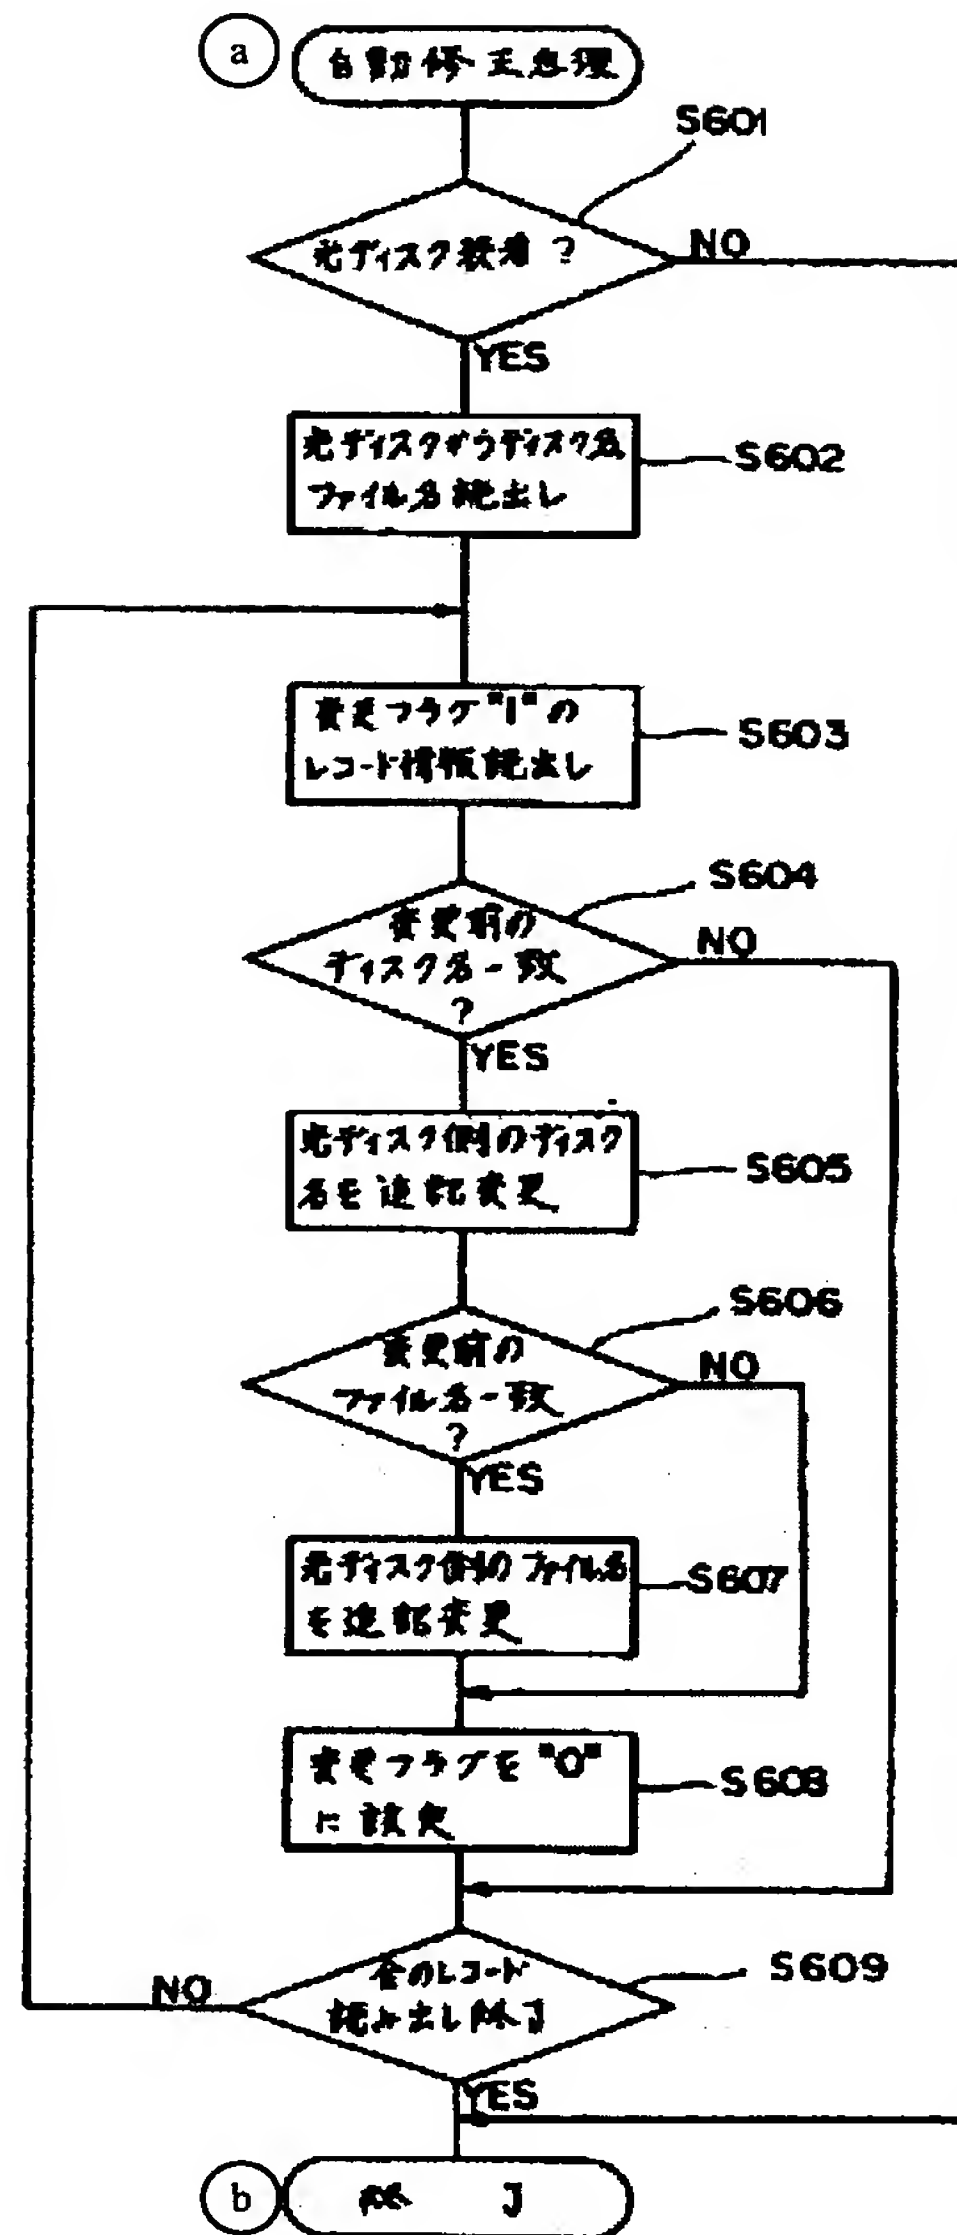 a
自動修正処理
S601
光ディスク装着 ?
NO
YES
光ディスクからディスク名
ファイル名読出し
S602
変更フラグ"1"の
レコード情報読出し
S603
S604
変更前の
ディスク名一致
?
NO
YES
光ディスク側のディスク
名を 変更
S605
S606
変更前の
ファイル名一致
?
NO
YES
光ディスク側のファイル名
を 変更
S607
変更フラグを "0"
に設定
S608
全のレコード
読み出し終了
S609
NO
YES
b
終 了